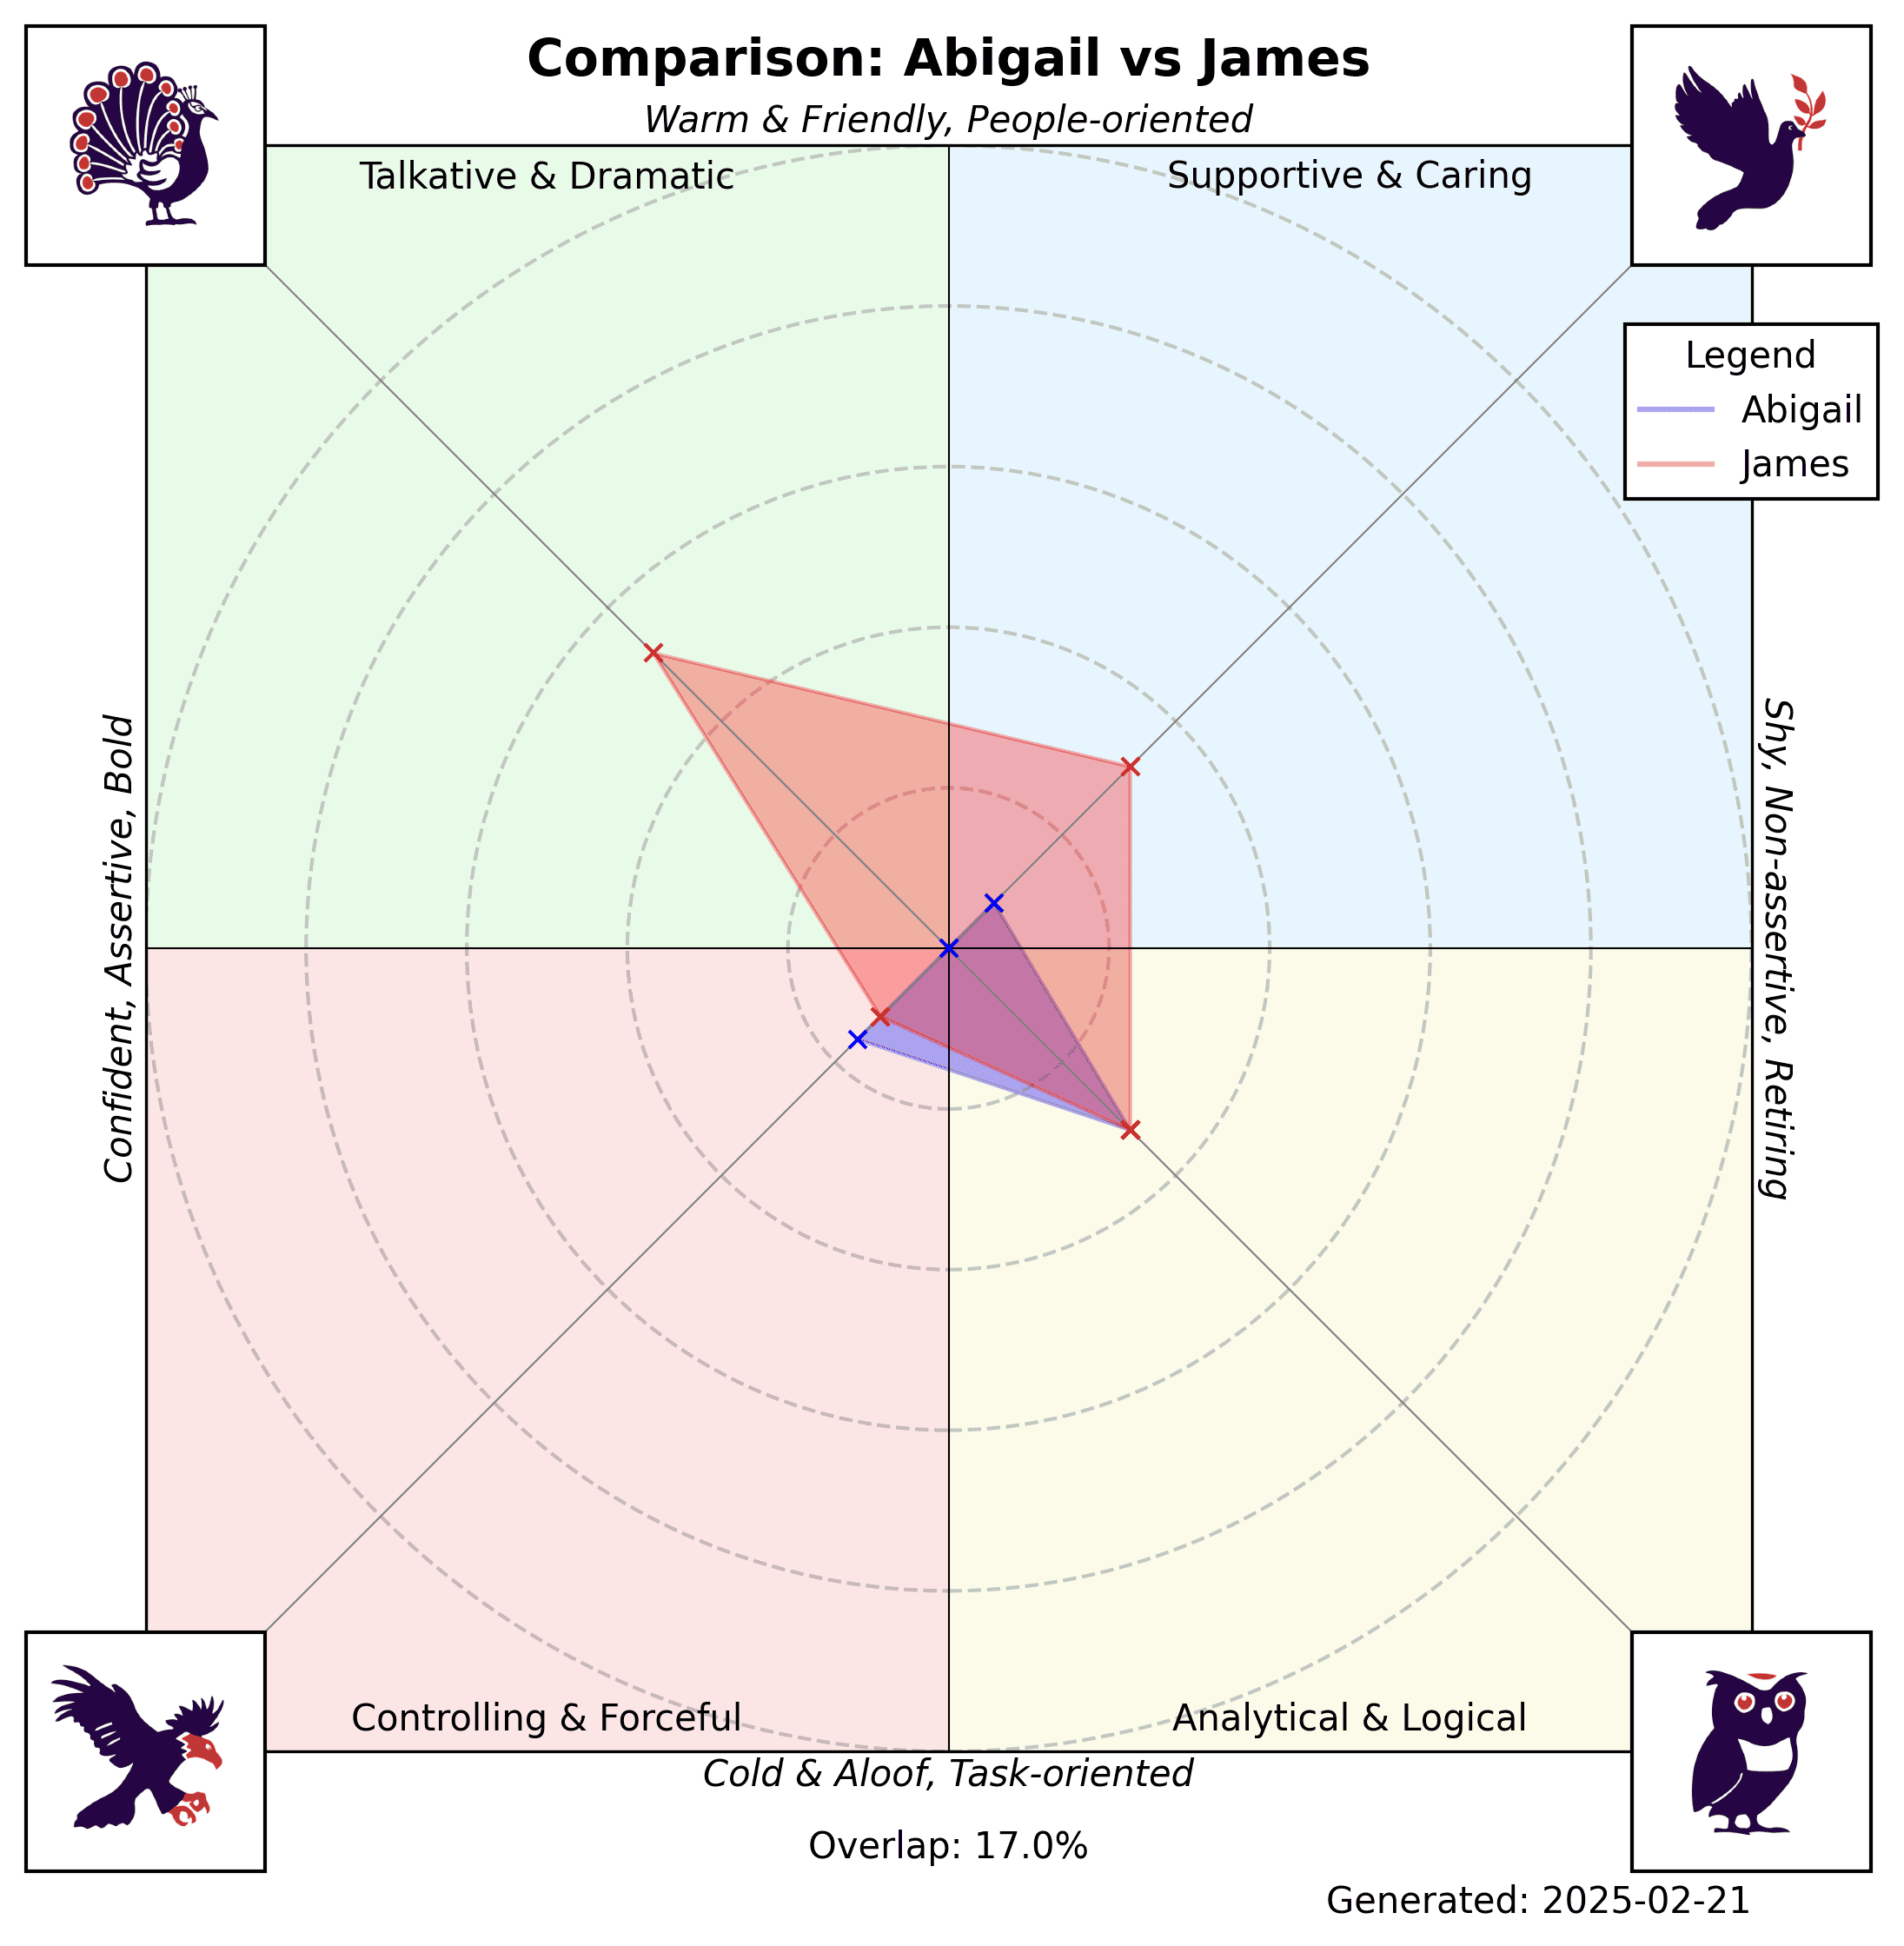 Comparison: Abigail vs James
Warm & Friendly, People-oriented
Talkative & Dramatic
Supportive & Caring
Legend
Abigail
James
Confident, Assertive, Bold
Shy, Non-assertive, Retiring
Controlling & Forceful
Analytical & Logical
Cold & Aloof, Task-oriented
Overlap: 17.0%
Generated: 2025-02-21